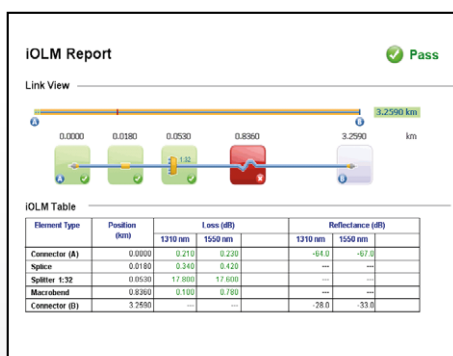 iOLM Report
Pass
Link View
3.2590 km
A B
0.0000 0.0180 0.0530 0.8360 3.2590 km
1:32
A B
iOLM Table
Element Type Position (km) Loss (dB) Reflectance (dB)
1310 nm 1550 nm 1310 nm 1550 nm
Connector (A) 0.0000 0.210 0.230 -64.0 -67.0
Splice 0.0180 0.340 0.420 --- ---
Splitter 1:32 0.0530 17.800 17.600 --- ---
Macrobend 0.8360 0.100 0.780 --- ---
Connector (B) 3.2590 --- --- -28.0 -33.0